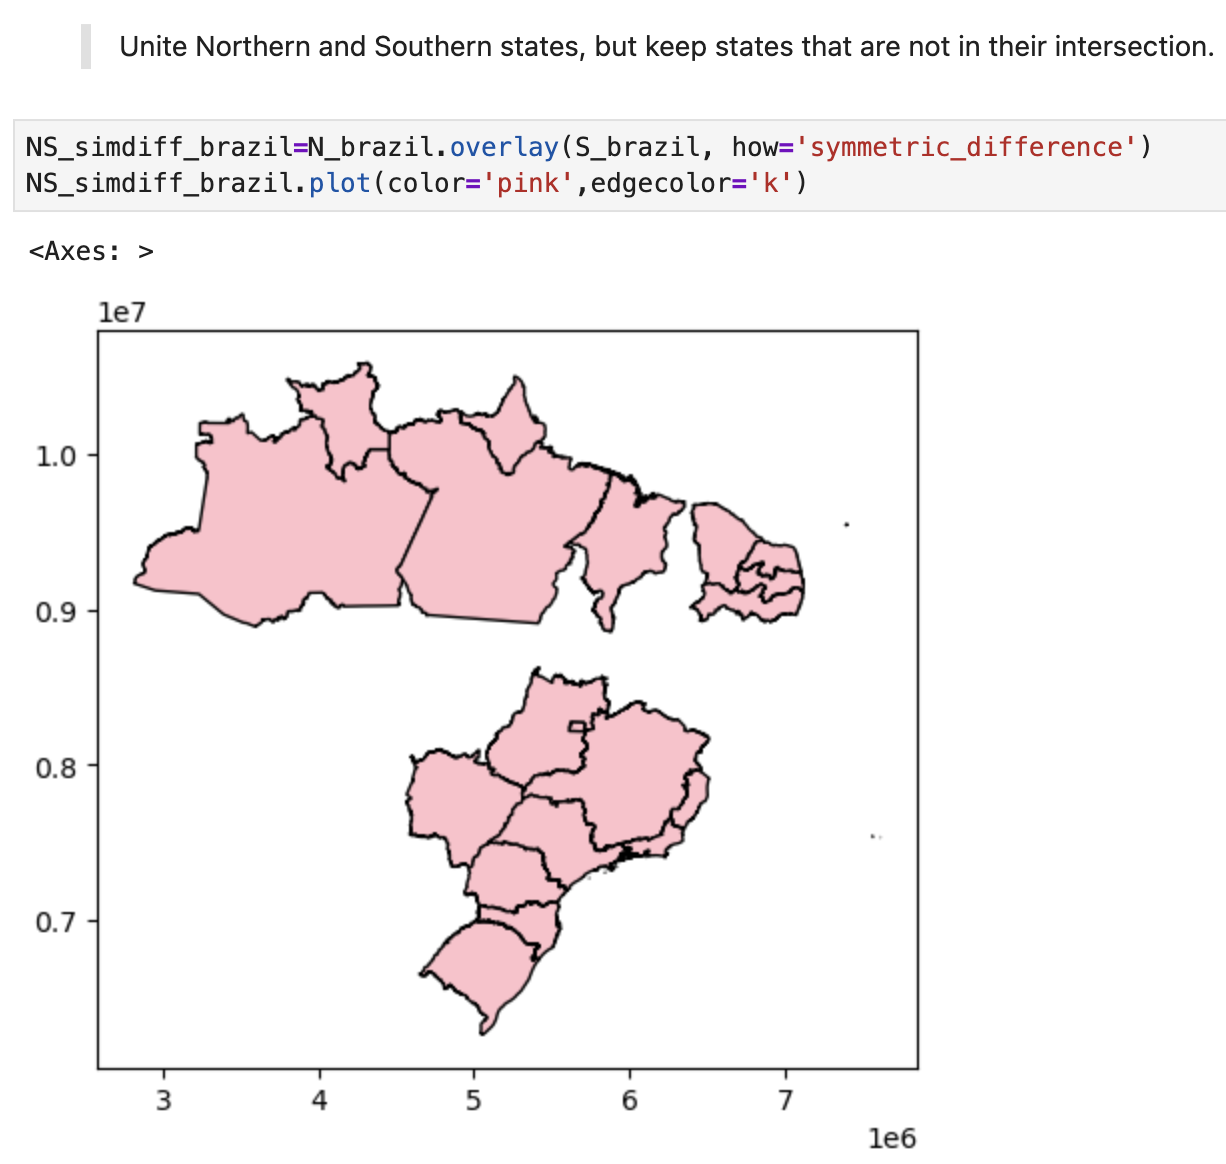 Unite Northern and Southern states, but keep states that are not in their intersection.
NS_simdiff_brazil=N_brazil.overlay(S_brazil, how='symmetric_difference')
NS_simdiff_brazil.plot(color='pink',edgecolor='k')
<Axes: >
1e7
1.0
0.9
0.8
0.7
3 4 5 6 7
1e6